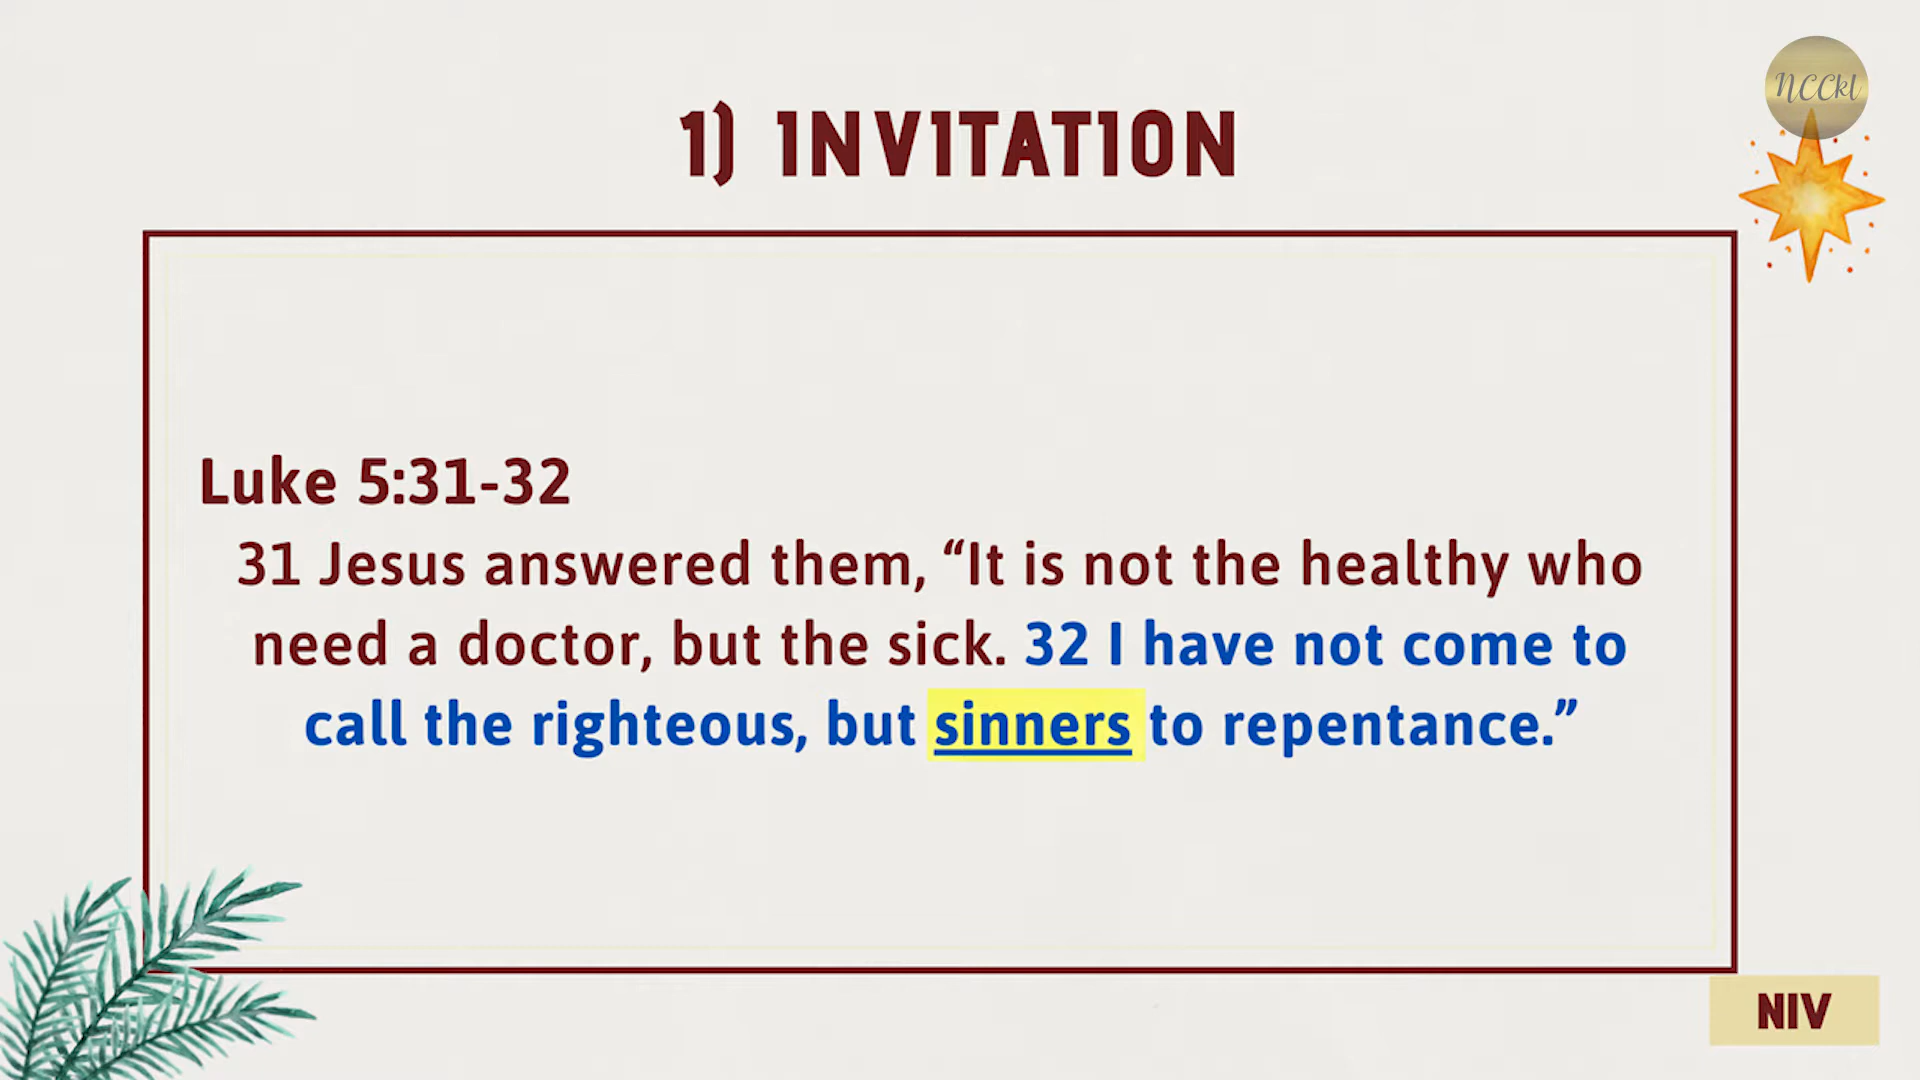 NCCkl
1) INVITATION
Luke 5:31-32
31 Jesus answered them, “It is not the healthy who
need a doctor, but the sick. 32 I have not come to
call the righteous, but sinners to repentance.”
NIV